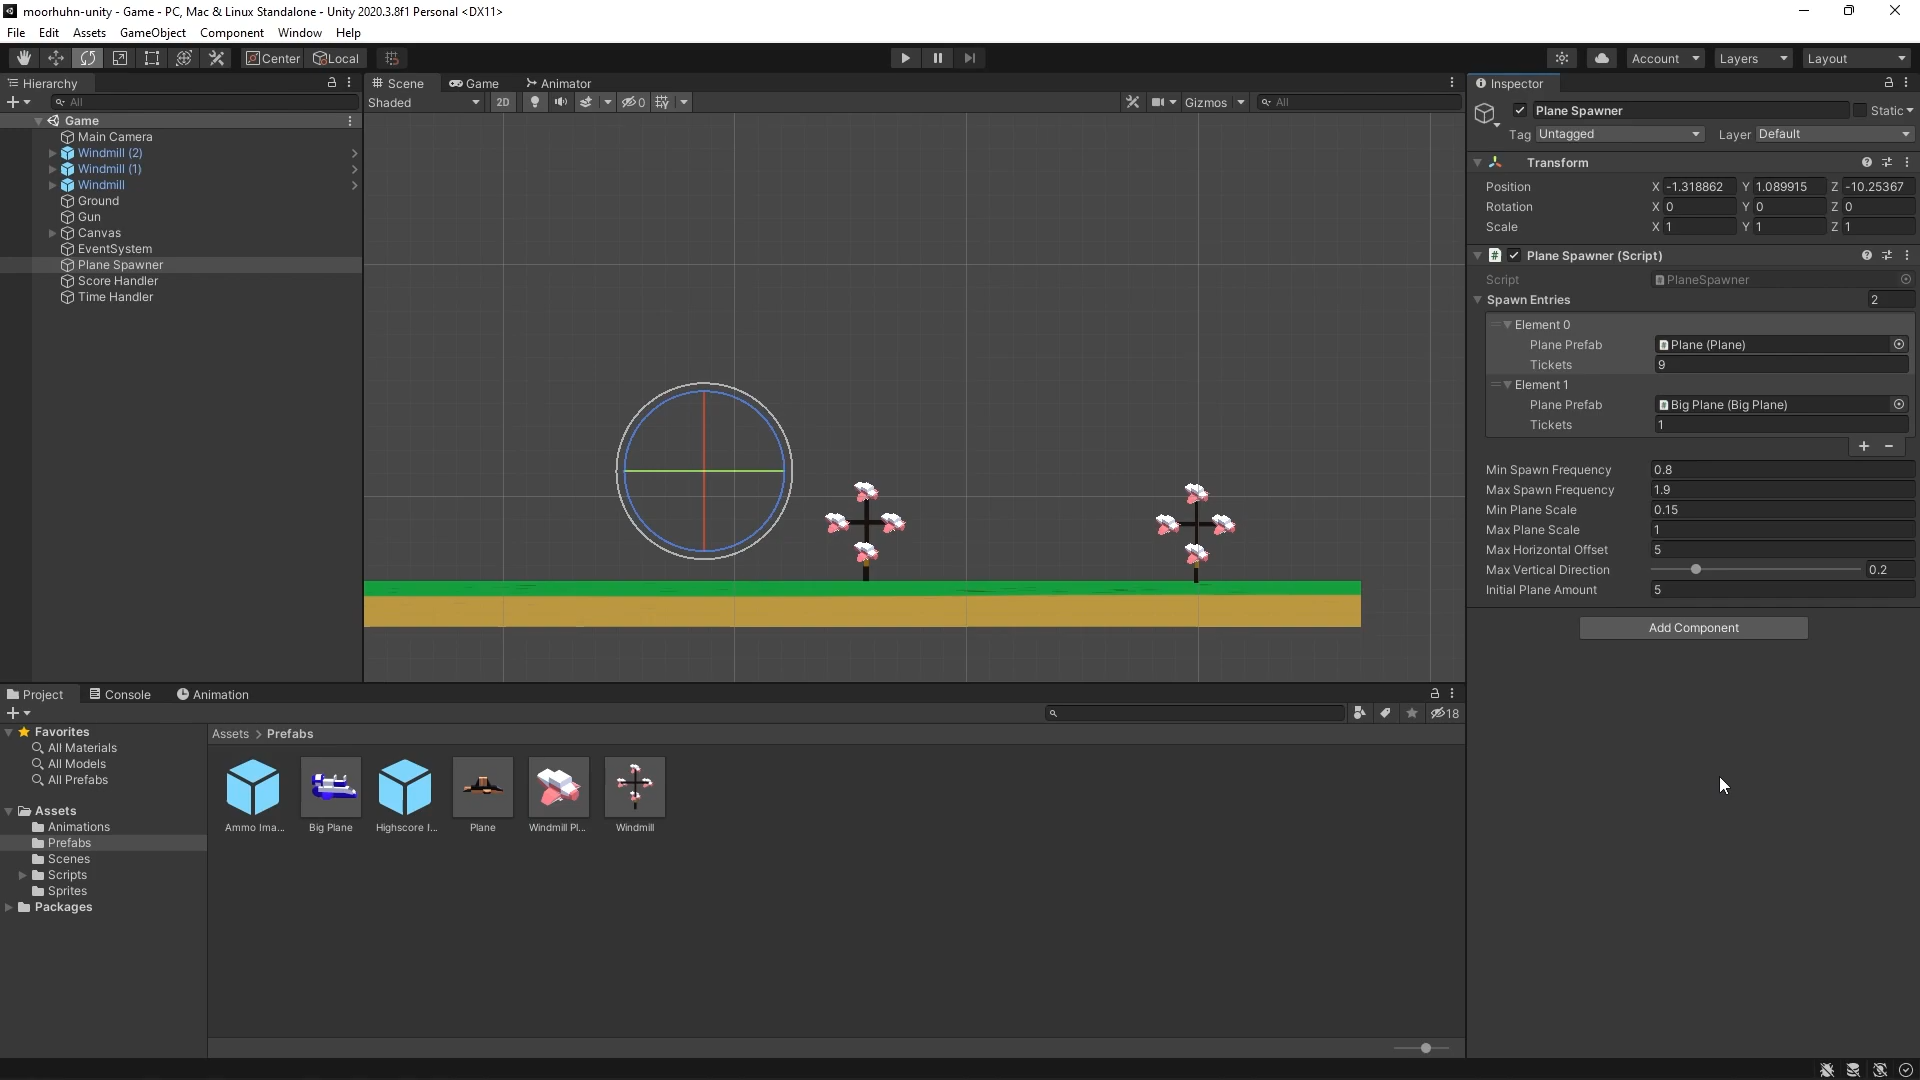 moorhuhn-unity - Game - PC, Mac & Linux Standalone - Unity 2020.3.8f1 Personal <DX11>
File Edit Assets GameObject Component Window Help
Center Local Account Layers Layout
Hierarchy
All
Game
Main Camera
Windmill (2)
Windmill (1)
Windmill
Ground
Gun
Canvas
EventSystem
Plane Spawner
Score Handler
Time Handler
Scene Game Animator
Shaded 2D 0 Gizmos All
Inspector
Plane Spawner Static
Tag Untagged Layer Default
Transform
Position X -1.318862 Y 1.089915 Z -10.25367
Rotation X 0 Y 0 Z 0
Scale X 1 Y 1 Z 1
# Plane Spawner (Script)
Script PlaneSpawner
Spawn Entries 2
Element 0
Plane Prefab Plane (Plane)
Tickets 9
Element 1
Plane Prefab Big Plane (Big Plane)
Tickets 1
+ -
Min Spawn Frequency 0.8
Max Spawn Frequency 1.9
Min Plane Scale 0.15
Max Plane Scale 1
Max Horizontal Offset 5
Max Vertical Direction 0.2
Initial Plane Amount 5
Add Component
Project Console Animation
18
Favorites
All Materials
All Models
All Prefabs
Assets
Animations
Prefabs
Scenes
Scripts
Sprites
Packages
Assets > Prefabs
Ammo Ima... Big Plane Highscore I... Plane Windmill Pl... Windmill